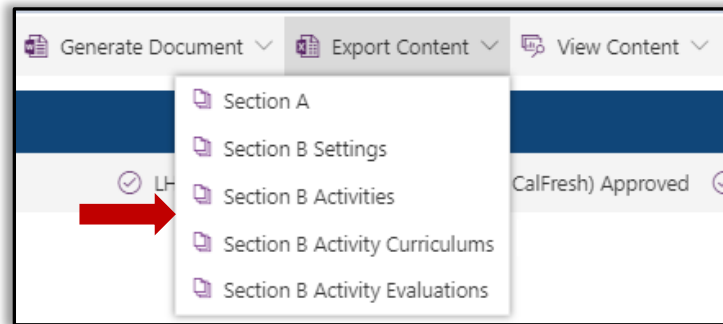 Generate Document Export Content View Content
Section A
Section B Settings
LH CalFresh) Approved
Section B Activities
Section B Activity Curriculums
Section B Activity Evaluations